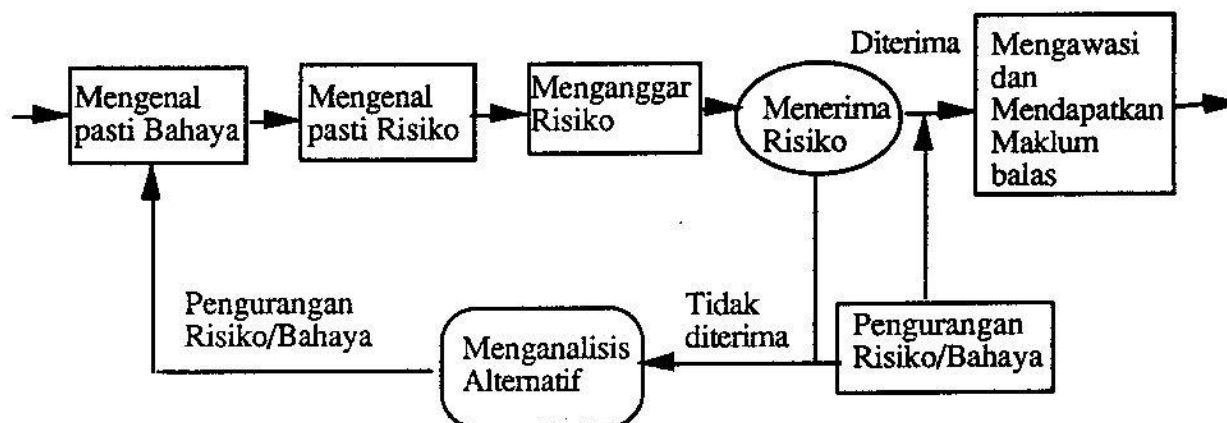 Mengenal
pasti Bahaya
Mengenal
pasti Risiko
Menganggar
Risiko
Menerima
Risiko
Diterima
Mengawasi
dan
Mendapatkan
Maklum
balas
Pengurangan
Risiko/Bahaya
Menganalisis
Alternatif
Tidak
diterima
Pengurangan
Risiko/Bahaya